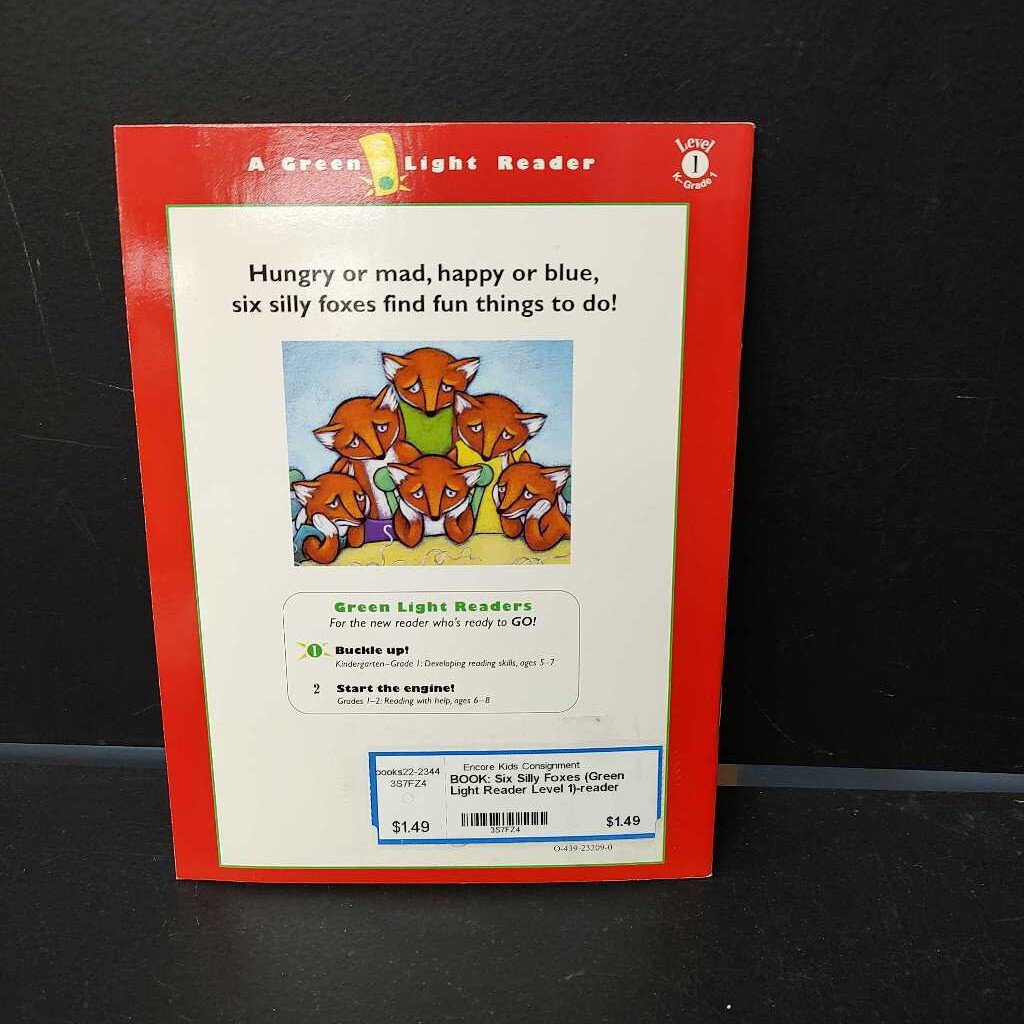 A Green Light Reader
Level
1
K–Grade 1
Hungry or mad, happy or blue,
six silly foxes find fun things to do!
Green Light Readers
For the new reader who's ready to GO!
1 Buckle up!
Kindergarten–Grade 1: Developing reading skills, ages 5–7
2 Start the engine!
Grades 1–2: Reading with help, ages 6–8
books22-2344
3S7FZ4
$1.49
Encore Kids Consignment
BOOK: Six Silly Foxes (Green
Light Reader Level 1)-reader
3S7FZ4
$1.49
O-439-23209-0